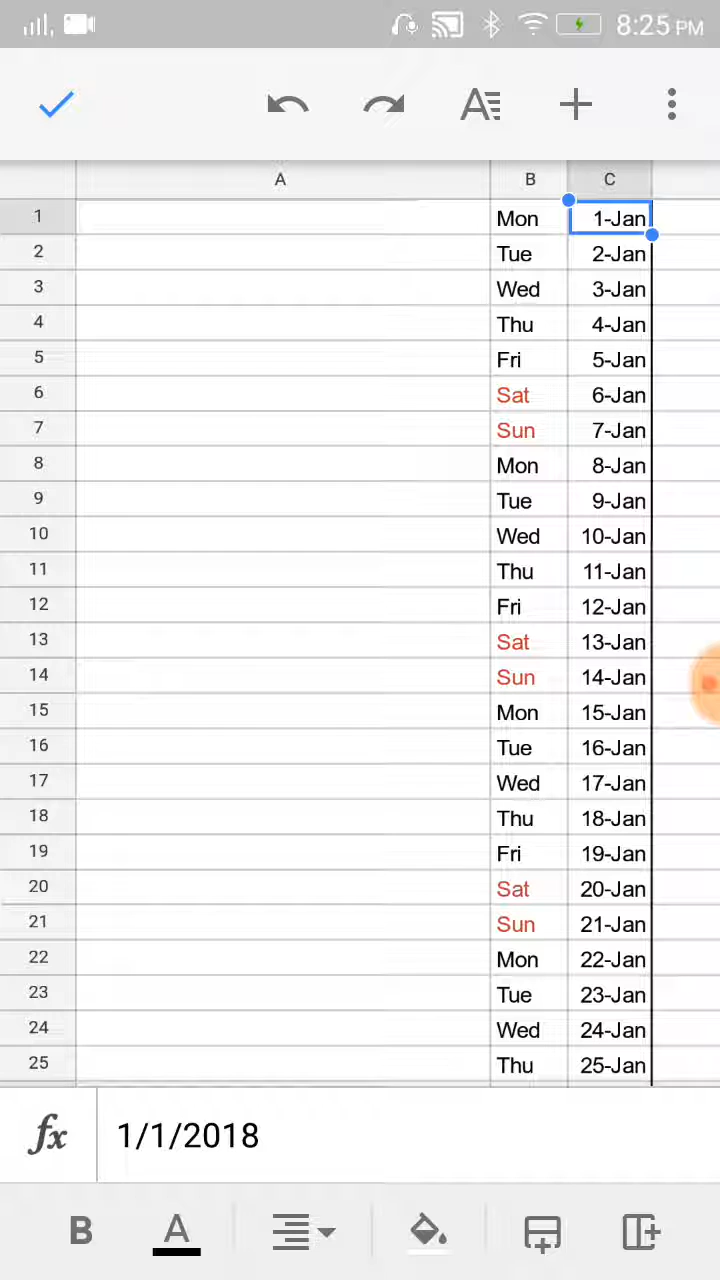 8:25 PM
A B C
1 Mon 1-Jan
2 Tue 2-Jan
3 Wed 3-Jan
4 Thu 4-Jan
5 Fri 5-Jan
6 Sat 6-Jan
7 Sun 7-Jan
8 Mon 8-Jan
9 Tue 9-Jan
10 Wed 10-Jan
11 Thu 11-Jan
12 Fri 12-Jan
13 Sat 13-Jan
14 Sun 14-Jan
15 Mon 15-Jan
16 Tue 16-Jan
17 Wed 17-Jan
18 Thu 18-Jan
19 Fri 19-Jan
20 Sat 20-Jan
21 Sun 21-Jan
22 Mon 22-Jan
23 Tue 23-Jan
24 Wed 24-Jan
25 Thu 25-Jan
fx 1/1/2018
B A